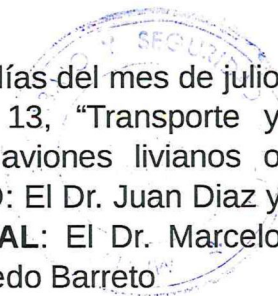 Y SEGURI
días del mes de julio
13, “Transporte y
aviones livianos o
: El Dr. Juan Diaz y
AL: El Dr. Marcelo
edo Barreto